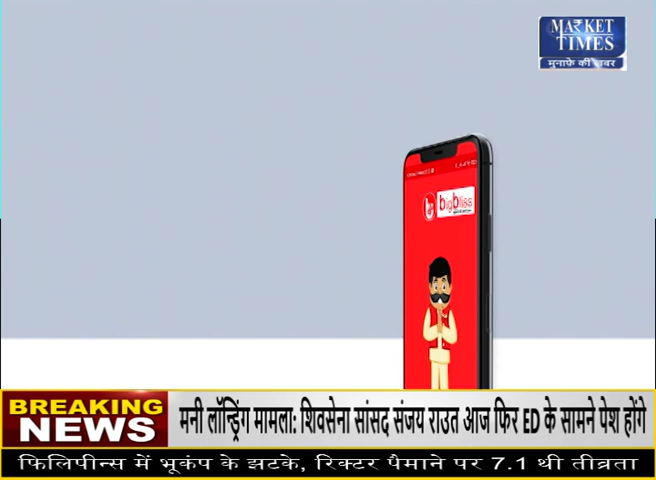 MARKET
TIMES
मुनाफे की खबर
bigbliss
BREAKING
NEWS
मनी लॉन्ड्रिंग मामला: शिवसेना सांसद संजय राउत आज फिर ED के सामने पेश होंगे
फिलिपीन्स में भूकंप के झटके, रिक्टर पैमाने पर 7.1 थी तीव्रता